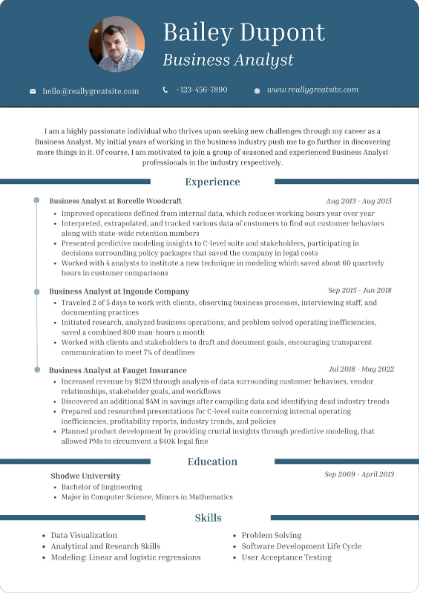 Bailey Dupont
Business Analyst
hello@reallygreatsite.com
+123-456-7890
www.reallygreatsite.com
I am a highly passionate individual who thrives upon seeking new challenges through my career as a
Business Analyst. My initial years of working in the business industry push me to go further in discovering
more things in it. Of course, I am motivated to join a group of seasoned and experienced Business Analyst
professionals in the industry respectively.
Experience
Business Analyst at Borcelle Woodcraft
Aug 2013 - Aug 2015
• Improved operations defined from internal data, which reduces working hours year over year
• Interpreted, extrapolated, and tracked various data of customers to find out customer behaviors
along with state-wide retention numbers
• Presented predictive modeling insights to C-level suite and stakeholders, participating in
decisions surrounding policy packages that saved the company in legal costs
• Worked with 4 analysts to institute a new technique in modeling which saved about 60 quarterly
hours in customer comparisons
Business Analyst at Ingoude Company
Sep 2015 - Jun 2018
• Traveled 2 of 5 days to work with clients, observing business processes, interviewing staff, and
documenting practices
• Initiated research, analyzed business operations, and problem solved operating inefficiencies,
saved a combined 800 man-hours a month
• Worked with clients and stakeholders to draft and document goals, encouraging transparent
communication to meet 7% of deadlines
Business Analyst at Fauget Insurance
Jul 2018 - May 2022
• Increased revenue by $12M through analysis of data surrounding customer behaviors, vendor
relationships, stakeholder goals, and workflows
• Discovered an additional $4M in savings after compiling data and identifying dead industry trends
• Prepared and researched presentations for C-level suite concerning internal operating
inefficiencies, profitability reports, industry trends, and policies
• Planned product development by providing crucial insights through predictive modeling, that
allowed PMs to circumvent a $40K legal fine
Education
Shodwe University
Sep 2009 - April 2013
• Bachelor of Engineering
• Major in Computer Science, Minors in Mathematics
Skills
• Data Visualization
• Analytical and Research Skills
• Modeling: Linear and logistic regressions
• Problem Solving
• Software Development Life Cycle
• User Acceptance Testing